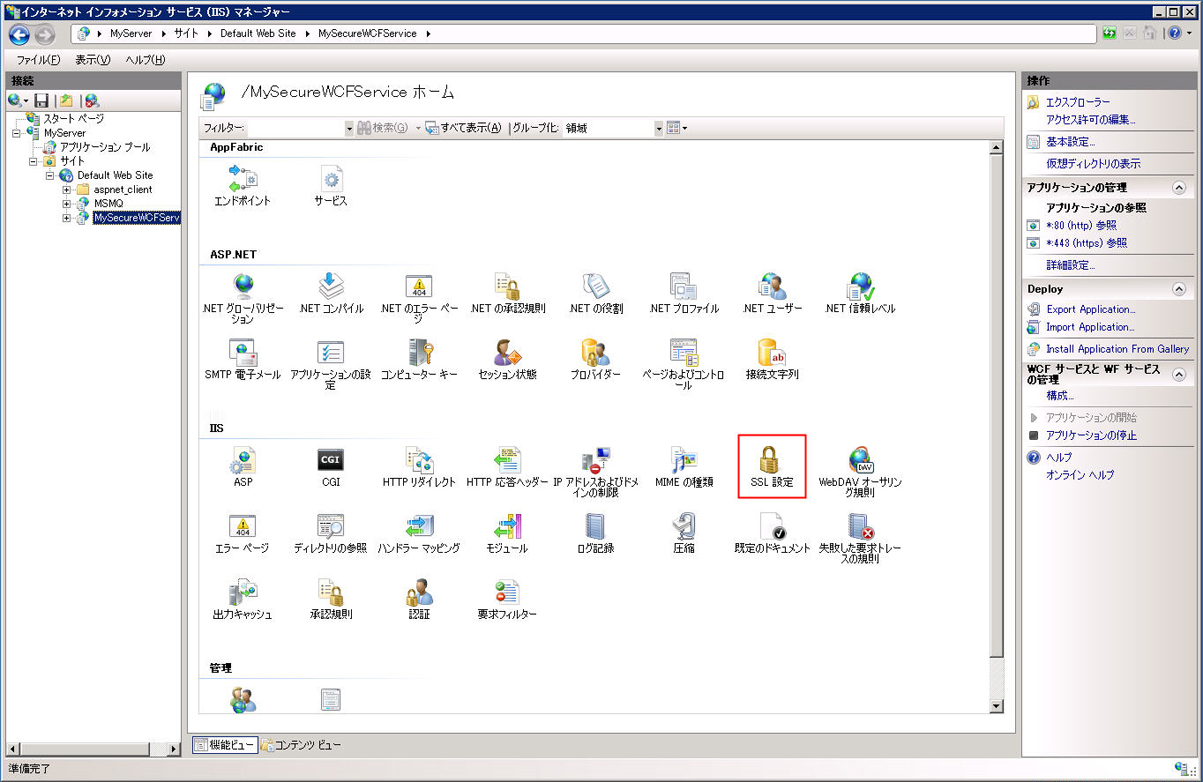 インターネット インフォメーション サービス (IIS) マネージャー
MyServer ▸ サイト ▸ Default Web Site ▸ MySecureWCFService ▸
ファイル(F) 表示(V) ヘルプ(H)
接続
スタート ページ
MyServer
アプリケーション プール
サイト
Default Web Site
aspnet_client
MSMQ
MySecureWCFServ
/MySecureWCFService ホーム
フィルター: 検索(G) すべて表示(A) グループ化: 領域
AppFabric
エンドポイント サービス
ASP.NET
.NET グローバリゼーション .NET コンパイル .NET のエラー ページ .NET の承認規則 .NET の役割 .NET プロファイル .NET ユーザー .NET 信頼レベル
SMTP 電子メール アプリケーションの設定 コンピューター キー セッション状態 プロバイダー ページおよびコントロール 接続文字列
IIS
ASP CGI HTTP リダイレクト HTTP 応答ヘッダー IP アドレスおよびドメインの制限 MIME の種類 SSL 設定 WebDAV オーサリング規則
エラー ページ ディレクトリの参照 ハンドラー マッピング モジュール ログ記録 圧縮 既定のドキュメント 失敗した要求トレースの規則
出力キャッシュ 承認規則 認証 要求フィルター
管理
機能ビュー コンテンツ ビュー
操作
エクスプローラー
アクセス許可の編集...
基本設定...
仮想ディレクトリの表示
アプリケーションの管理
アプリケーションの参照
*:80 (http) 参照
*:443 (https) 参照
詳細設定...
Deploy
Export Application...
Import Application...
Install Application From Gallery
WCF サービスと WF サービスの管理
構成...
アプリケーションの開始
アプリケーションの停止
ヘルプ
オンライン ヘルプ
準備完了